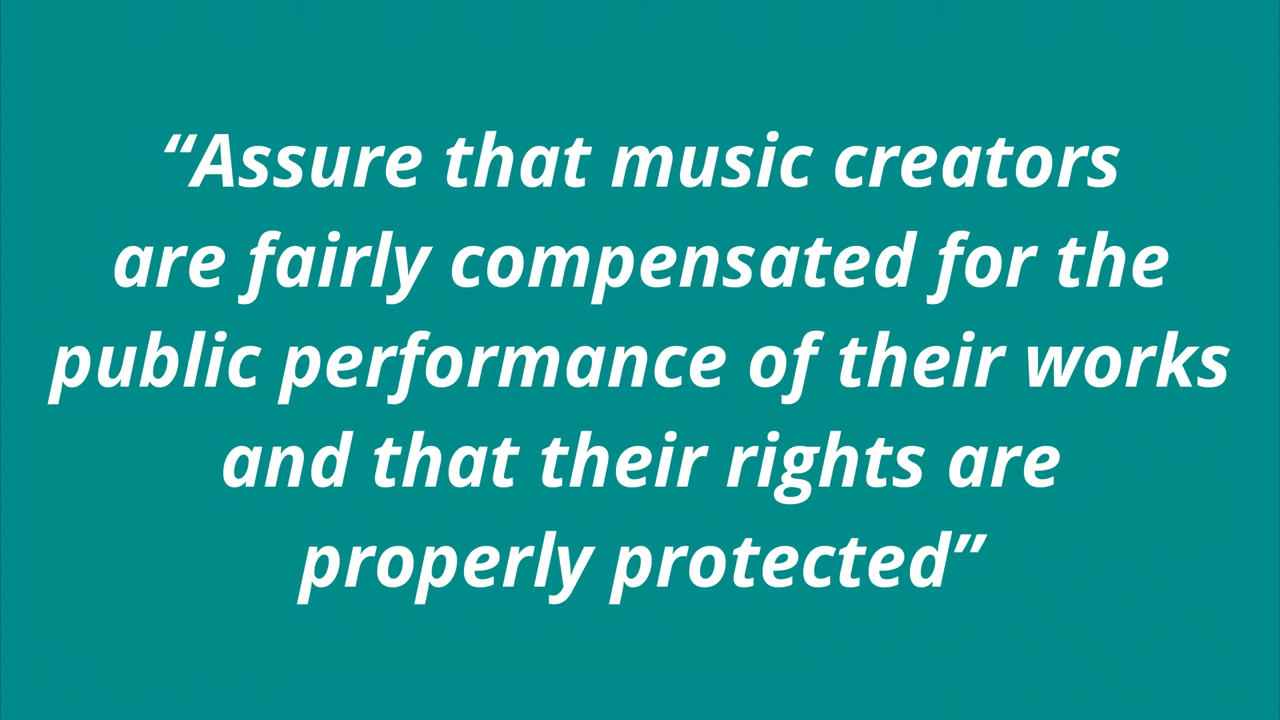 “Assure that music creators
are fairly compensated for the
public performance of their works
and that their rights are
properly protected”